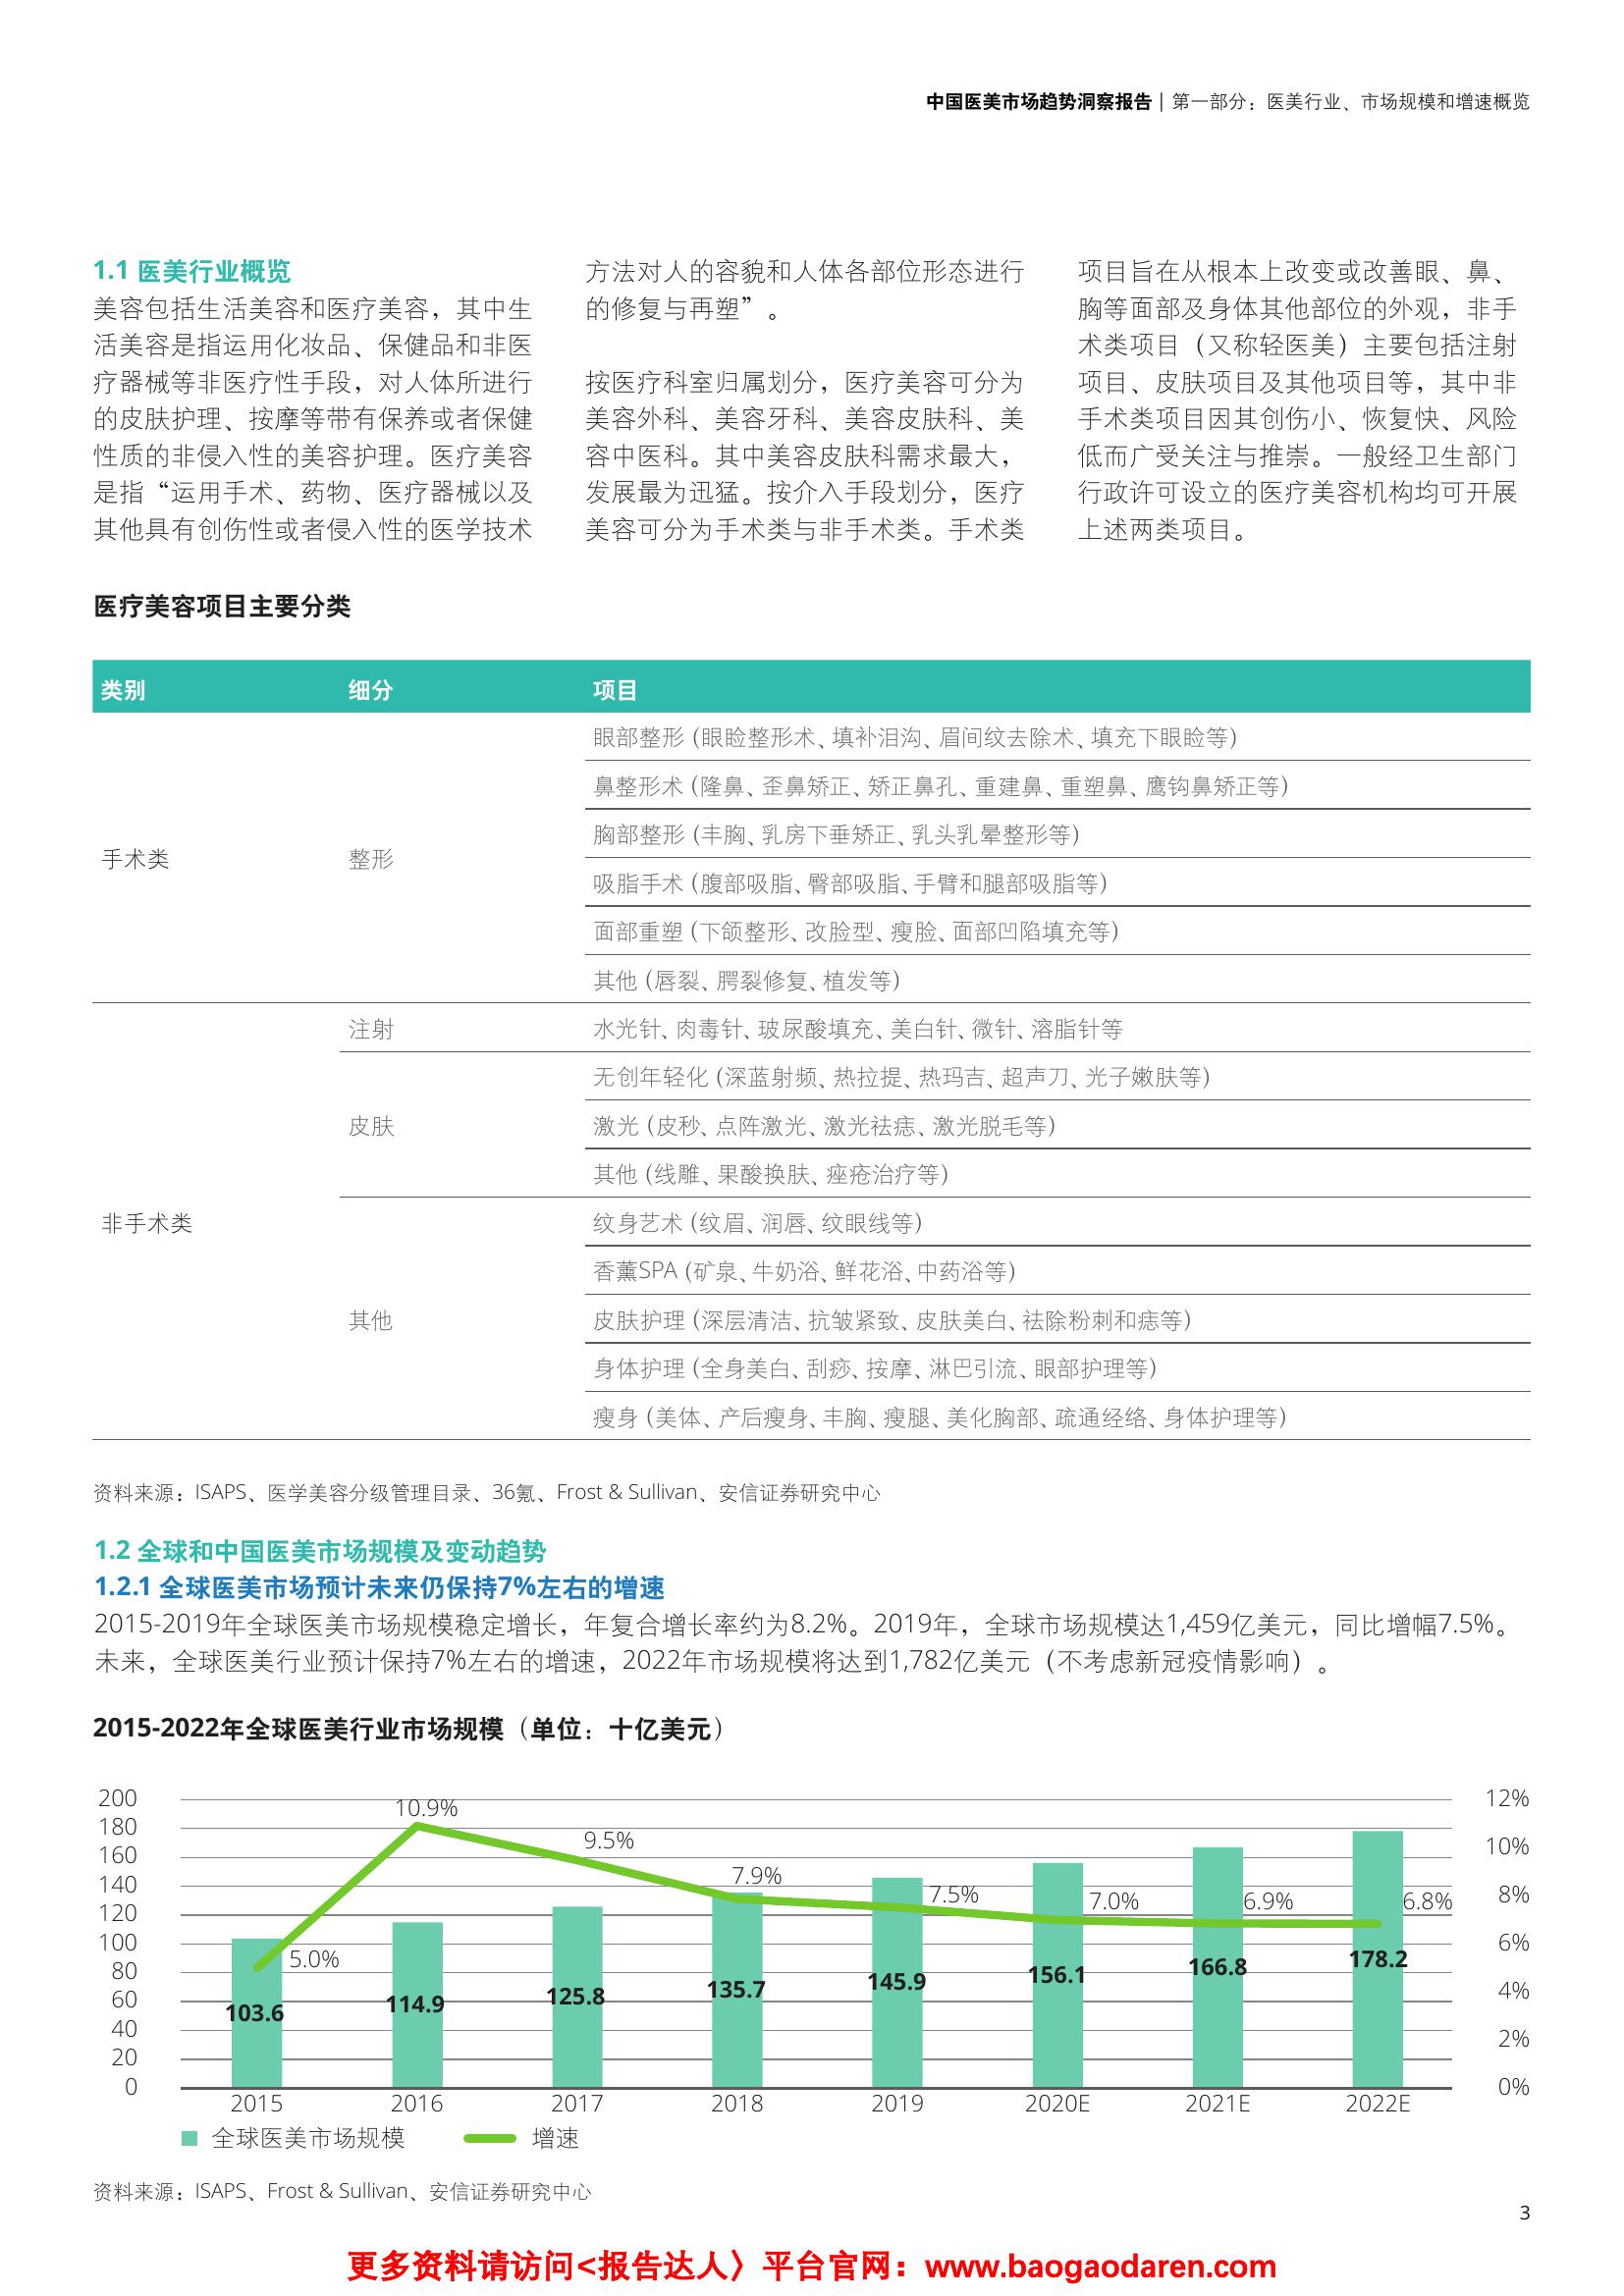 中国医美市场趋势洞察报告 | 第一部分：医美行业、市场规模和增速概览
1.1 医美行业概览
美容包括生活美容和医疗美容，其中生
活美容是指运用化妆品、保健品和非医
疗器械等非医疗性手段，对人体所进行
的皮肤护理、按摩等带有保养或者保健
性质的非侵入性的美容护理。医疗美容
是指“运用手术、药物、医疗器械以及
其他具有创伤性或者侵入性的医学技术
方法对人的容貌和人体各部位形态进行
的修复与再塑”。
按医疗科室归属划分，医疗美容可分为
美容外科、美容牙科、美容皮肤科、美
容中医科。其中美容皮肤科需求最大，
发展最为迅猛。按介入手段划分，医疗
美容可分为手术类与非手术类。手术类
项目旨在从根本上改变或改善眼、鼻、
胸等面部及身体其他部位的外观，非手
术类项目（又称轻医美）主要包括注射
项目、皮肤项目及其他项目等，其中非
手术类项目因其创伤小、恢复快、风险
低而广受关注与推崇。一般经卫生部门
行政许可设立的医疗美容机构均可开展
上述两类项目。
医疗美容项目主要分类
类别 细分 项目
眼部整形（眼睑整形术、填补泪沟、眉间纹去除术、填充下眼睑等）
鼻整形术（隆鼻、歪鼻矫正、矫正鼻孔、重建鼻、重塑鼻、鹰钩鼻矫正等）
胸部整形（丰胸、乳房下垂矫正、乳头乳晕整形等）
手术类 整形
吸脂手术（腹部吸脂、臀部吸脂、手臂和腿部吸脂等）
面部重塑（下颌整形、改脸型、瘦脸、面部凹陷填充等）
其他（唇裂、腭裂修复、植发等）
注射 水光针、肉毒针、玻尿酸填充、美白针、微针、溶脂针等
无创年轻化（深蓝射频、热拉提、热玛吉、超声刀、光子嫩肤等）
皮肤 激光（皮秒、点阵激光、激光祛痣、激光脱毛等）
其他（线雕、果酸换肤、痤疮治疗等）
非手术类 纹身艺术（纹眉、润唇、纹眼线等）
香薰SPA（矿泉、牛奶浴、鲜花浴、中药浴等）
其他 皮肤护理（深层清洁、抗皱紧致、皮肤美白、祛除粉刺和痣等）
身体护理（全身美白、刮痧、按摩、淋巴引流、眼部护理等）
瘦身（美体、产后瘦身、丰胸、瘦腿、美化胸部、疏通经络、身体护理等）
资料来源：ISAPS、医学美容分级管理目录、36氪、Frost & Sullivan、安信证券研究中心
1.2 全球和中国医美市场规模及变动趋势
1.2.1 全球医美市场预计未来仍保持7%左右的增速
2015-2019年全球医美市场规模稳定增长，年复合增长率约为8.2%。2019年，全球市场规模达1,459亿美元，同比增幅7.5%。
未来，全球医美行业预计保持7%左右的增速，2022年市场规模将达到1,782亿美元（不考虑新冠疫情影响）。
2015-2022年全球医美行业市场规模（单位：十亿美元）
200
180
160
140
120
100
80
60
40
20
0
12%
10%
8%
6%
4%
2%
0%
5.0% 10.9% 9.5% 7.9% 7.5% 7.0% 6.9% 6.8%
103.6 114.9 125.8 135.7 145.9 156.1 166.8 178.2
2015 2016 2017 2018 2019 2020E 2021E 2022E
全球医美市场规模 增速
资料来源：ISAPS、Frost & Sullivan、安信证券研究中心
3
更多资料请访问<报告达人〉平台官网：www.baogaodaren.com